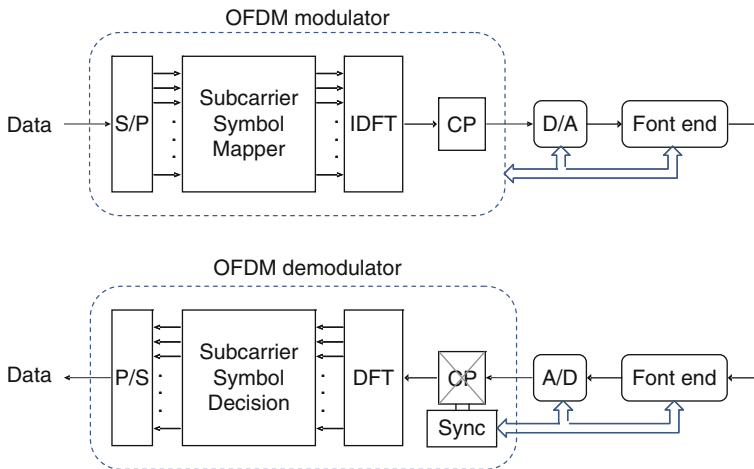 OFDM modulator
Data
S/P
Subcarrier
Symbol
Mapper
IDFT
CP
D/A
Font end
OFDM demodulator
Data
P/S
Subcarrier
Symbol
Decision
DFT
CP
Sync
A/D
Font end